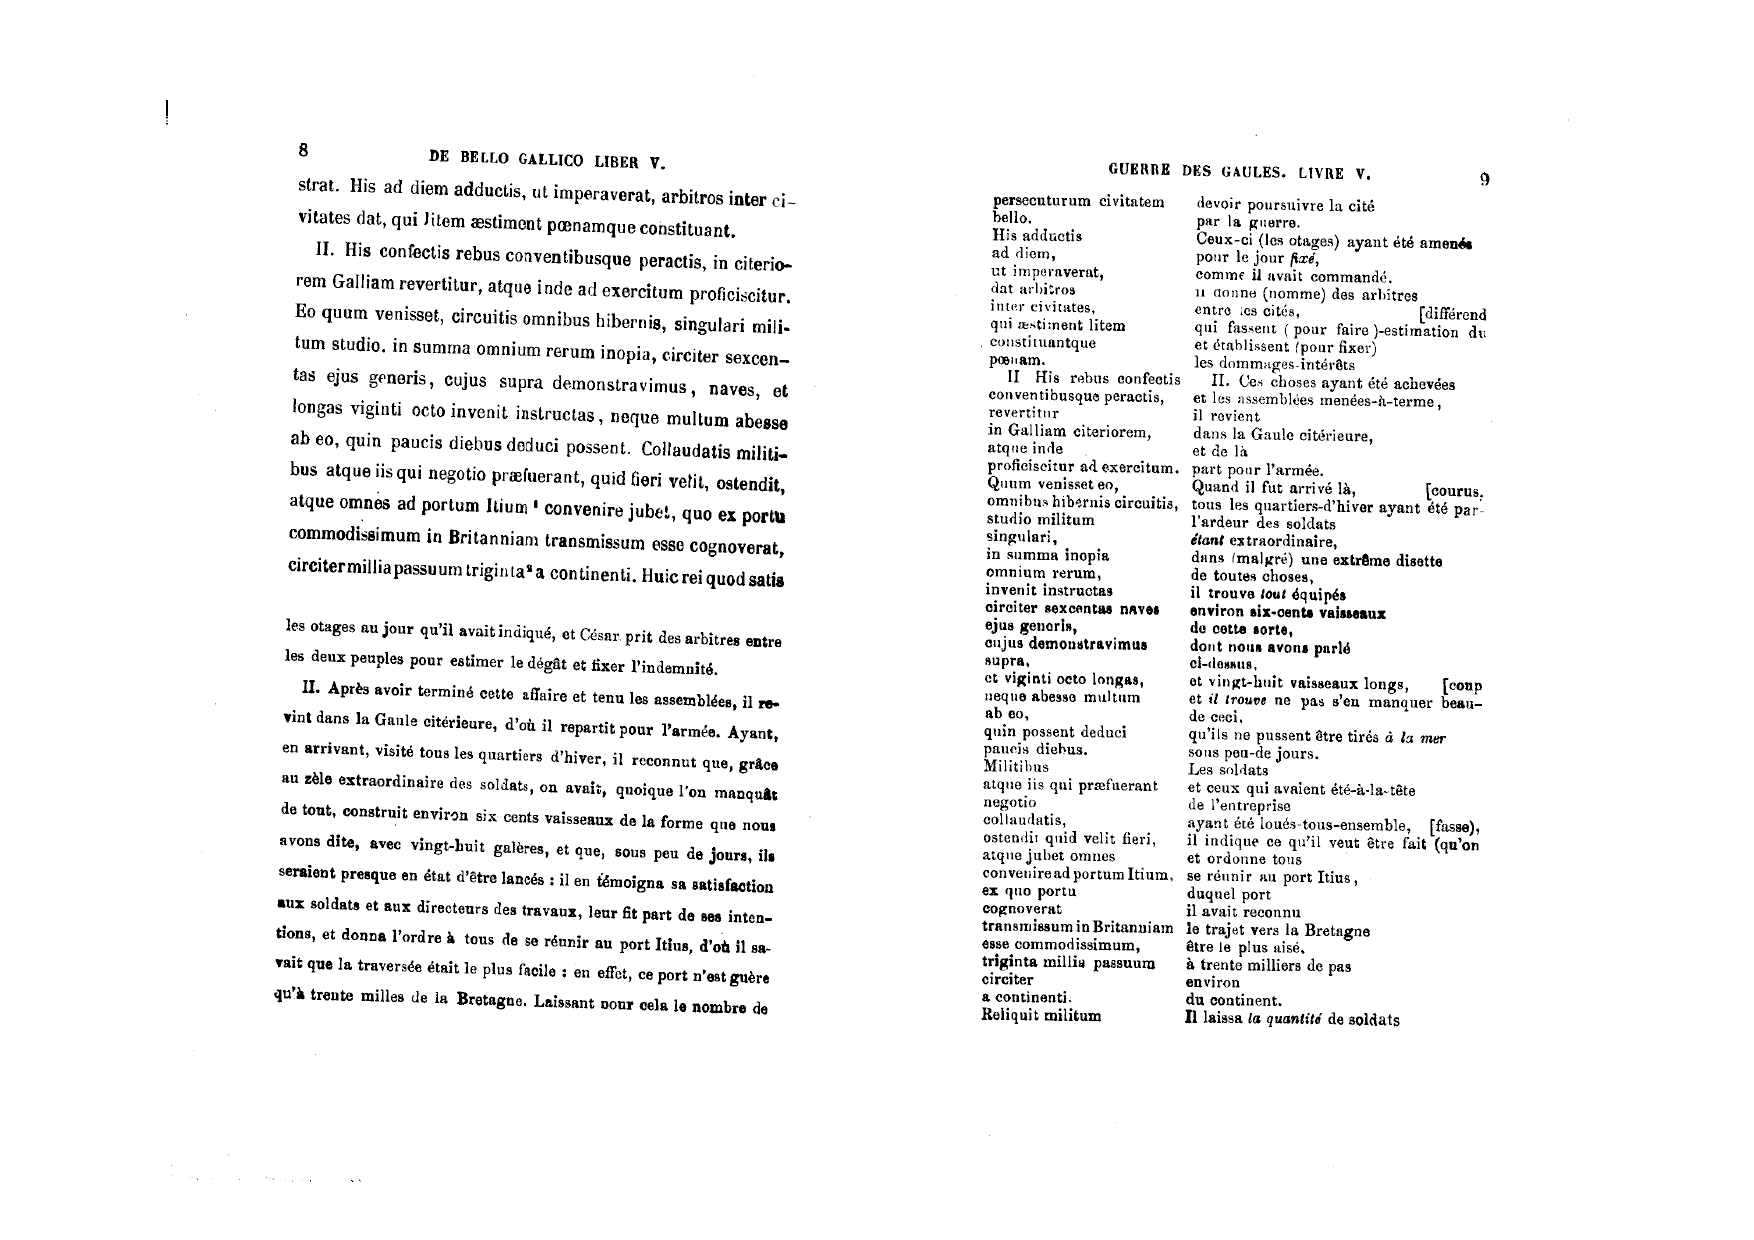 8
DE BELLO GALLICO LIBER V.
strat. His ad diem adductis, ut imperaverat, arbitros inter ci-
vitates dat, qui litem æstiment pœnamque constituant.
II. His confectis rebus conventibusque peractis, in citerio-
rem Galliam revertitur, atque inde ad exercitum proficiscitur.
Eo quum venisset, circuitis omnibus hibernis, singulari mili-
tum studio. in summa omnium rerum inopia, circiter sexcen-
tas ejus generis, cujus supra demonstravimus, naves, et
longas viginti octo invenit instructas, neque multum abesse
ab eo, quin paucis diebus deduci possent. Collaudatis militi-
bus atque iis qui negotio præfuerant, quid fieri velit, ostendit,
atque omnes ad portum Itium ¹ convenire jubet, quo ex portu
commodissimum in Britanniam transmissum esse cognoverat,
circiter millia passuum triginta² a continenti. Huic rei quod satis
les otages au jour qu'il avait indiqué, et César prit des arbitres entre
les deux peuples pour estimer le dégât et fixer l'indemnité.
II. Après avoir terminé cette affaire et tenu les assemblées, il re-
vint dans la Gaule citérieure, d'où il repartit pour l'armée. Ayant,
en arrivant, visité tous les quartiers d'hiver, il reconnut que, grâce
au zèle extraordinaire des soldats, on avait, quoique l'on manquât
de tout, construit environ six cents vaisseaux de la forme que nous
avons dite, avec vingt-huit galères, et que, sous peu de jours, ils
seraient presque en état d'être lancés : il en témoigna sa satisfaction
aux soldats et aux directeurs des travaux, leur fit part de ses inten-
tions, et donna l'ordre à tous de se réunir au port Itius, d'où il sa-
vait que la traversée était le plus facile : en effet, ce port n'est guère
qu'à trente milles de la Bretagne. Laissant pour cela le nombre de
GUERRE DES GAULES. LIVRE V.
9
persecuturum civitatem
bello.
His adductis
ad diem,
ut imperaverat,
dat arbitros
inter civitates,
qui æstiment litem
constituantque
pœnam.
II His rebus confectis
conventibusque peractis,
revertitur
in Galliam citeriorem,
atque inde
proficiscitur ad exercitum.
Quum venisset eo,
omnibus hibernis circuitis,
studio militum
singulari,
in summa inopia
omnium rerum,
invenit instructas
circiter sexcentas naves
ejus generis,
cujus demonstravimus
supra,
et viginti octo longas,
neque abesse multum
ab eo,
quin possent deduci
paucis diebus.
Militibus
atque iis qui præfuerant
negotio
collaudatis,
ostendit quid velit fieri,
atque jubet omnes
convenire ad portum Itium,
ex quo portu
cognoverat
transmissum in Britanniam
esse commodissimum,
triginta millia passuum
circiter
a continenti.
Reliquit militum
devoir poursuivre la cité
par la guerre.
Ceux-ci (les otages) ayant été amenés
pour le jour fixé,
comme il avait commandé.
il donne (nomme) des arbitres
entre les cités, [différend
qui fassent ( pour faire )-estimation du
et établissent (pour fixer)
les dommages-intérêts
II. Ces choses ayant été achevées
et les assemblées menées-à-terme,
il revient
dans la Gaule citérieure,
et de là
part pour l'armée.
Quand il fut arrivé là, [courus.
tous les quartiers-d'hiver ayant été par-
l'ardeur des soldats
étant extraordinaire,
dans (malgré) une extrême disette
de toutes choses,
il trouve tout équipés
environ six-cents vaisseaux
de cette sorte,
dont nous avons parlé
ci-dessus,
et vingt-huit vaisseaux longs, [coup
et il trouve ne pas s'en manquer beau-
de ceci,
qu'ils ne pussent être tirés à la mer
sous peu-de jours.
Les soldats
et ceux qui avaient été-à-la-tête
de l'entreprise
ayant été loués-tous-ensemble, [fasse),
il indique ce qu'il veut être fait (qu'on
et ordonne tous
se réunir au port Itius,
duquel port
il avait reconnu
le trajet vers la Bretagne
être le plus aisé.
à trente milliers de pas
environ
du continent.
Il laissa la quantité de soldats